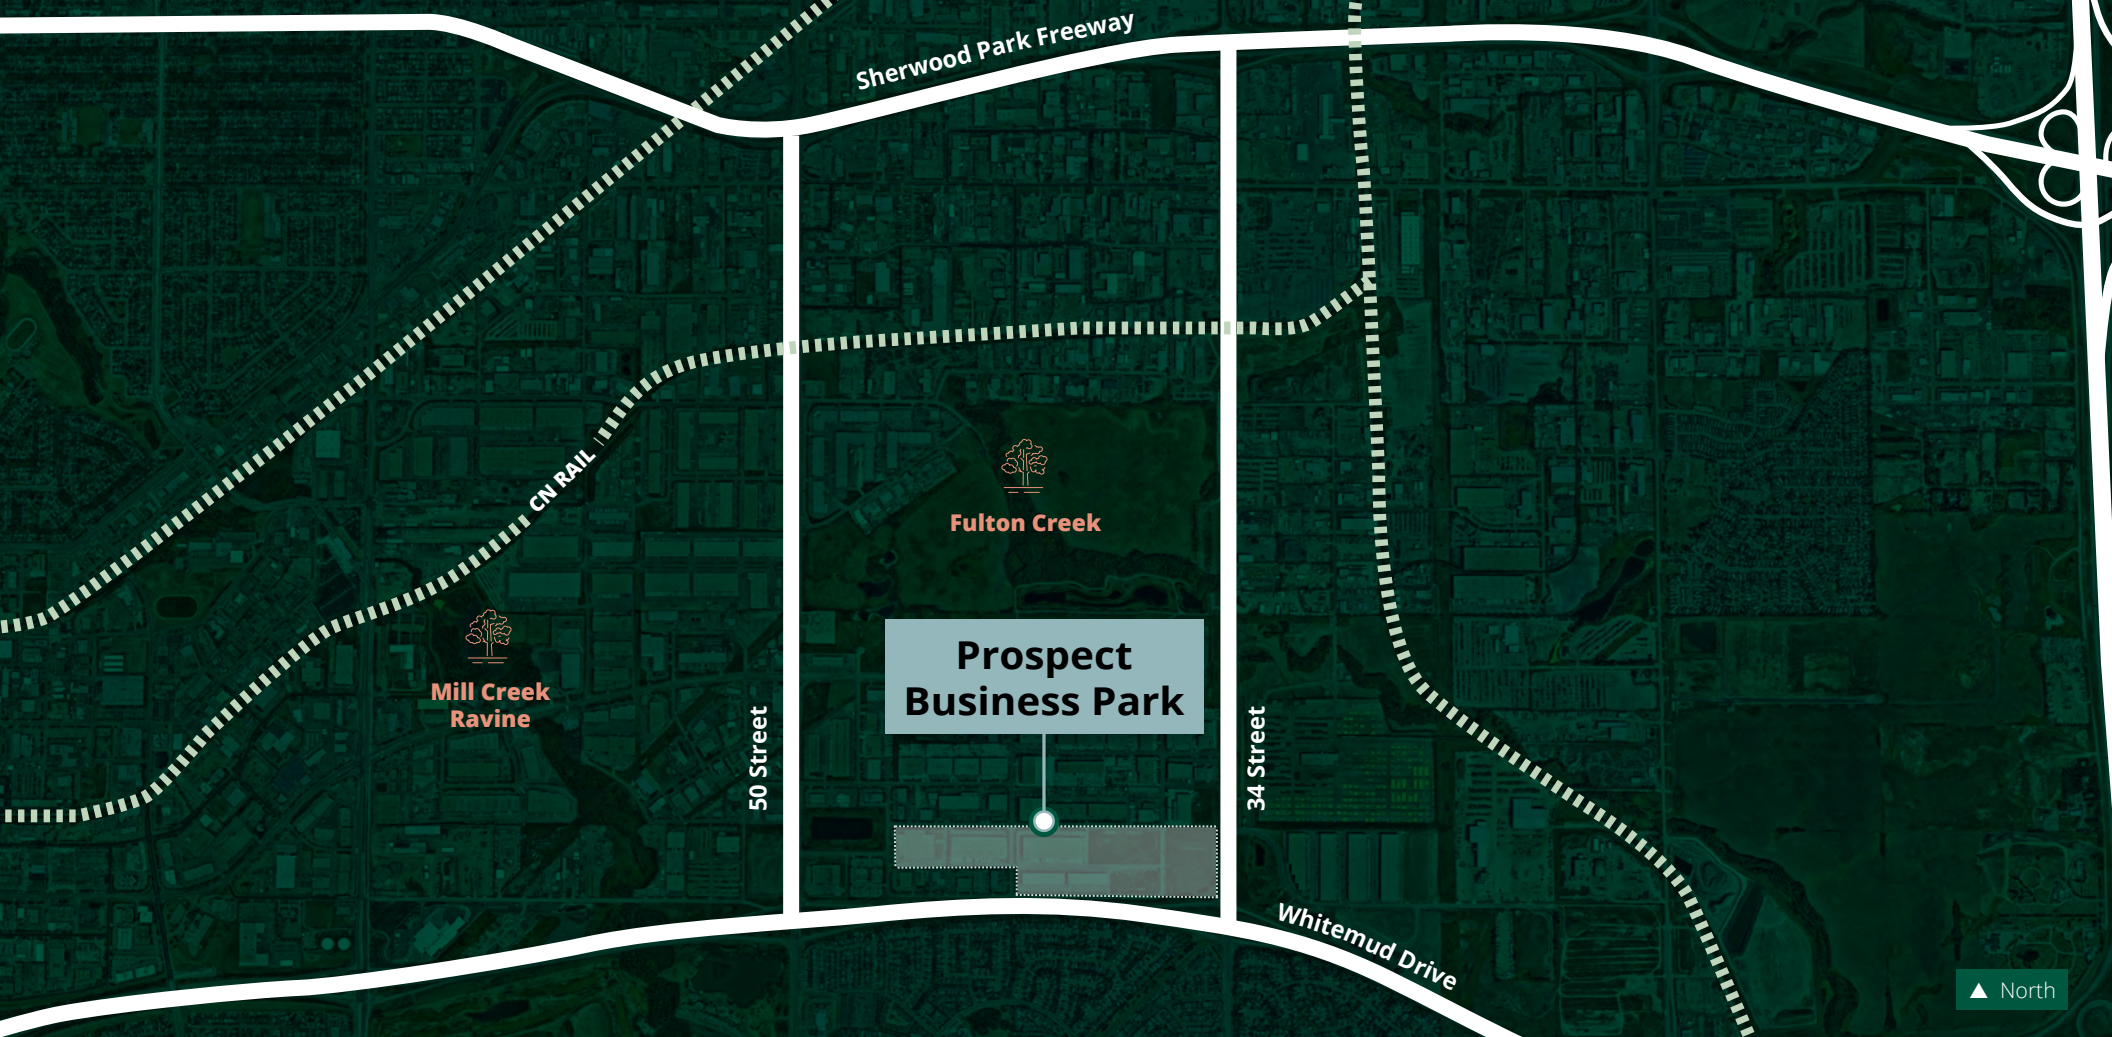 Sherwood Park Freeway
CN RAIL
Fulton Creek
Mill Creek
Ravine
Prospect
Business Park
50 Street
34 Street
Whitemud Drive
North